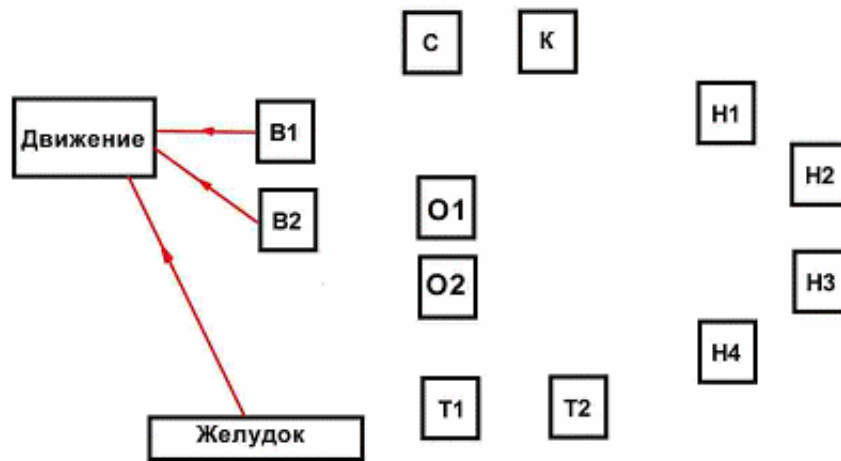 С
К
Движение
В1
Н1
Н2
В2
О1
О2
Н3
Н4
Т1
Т2
Желудок